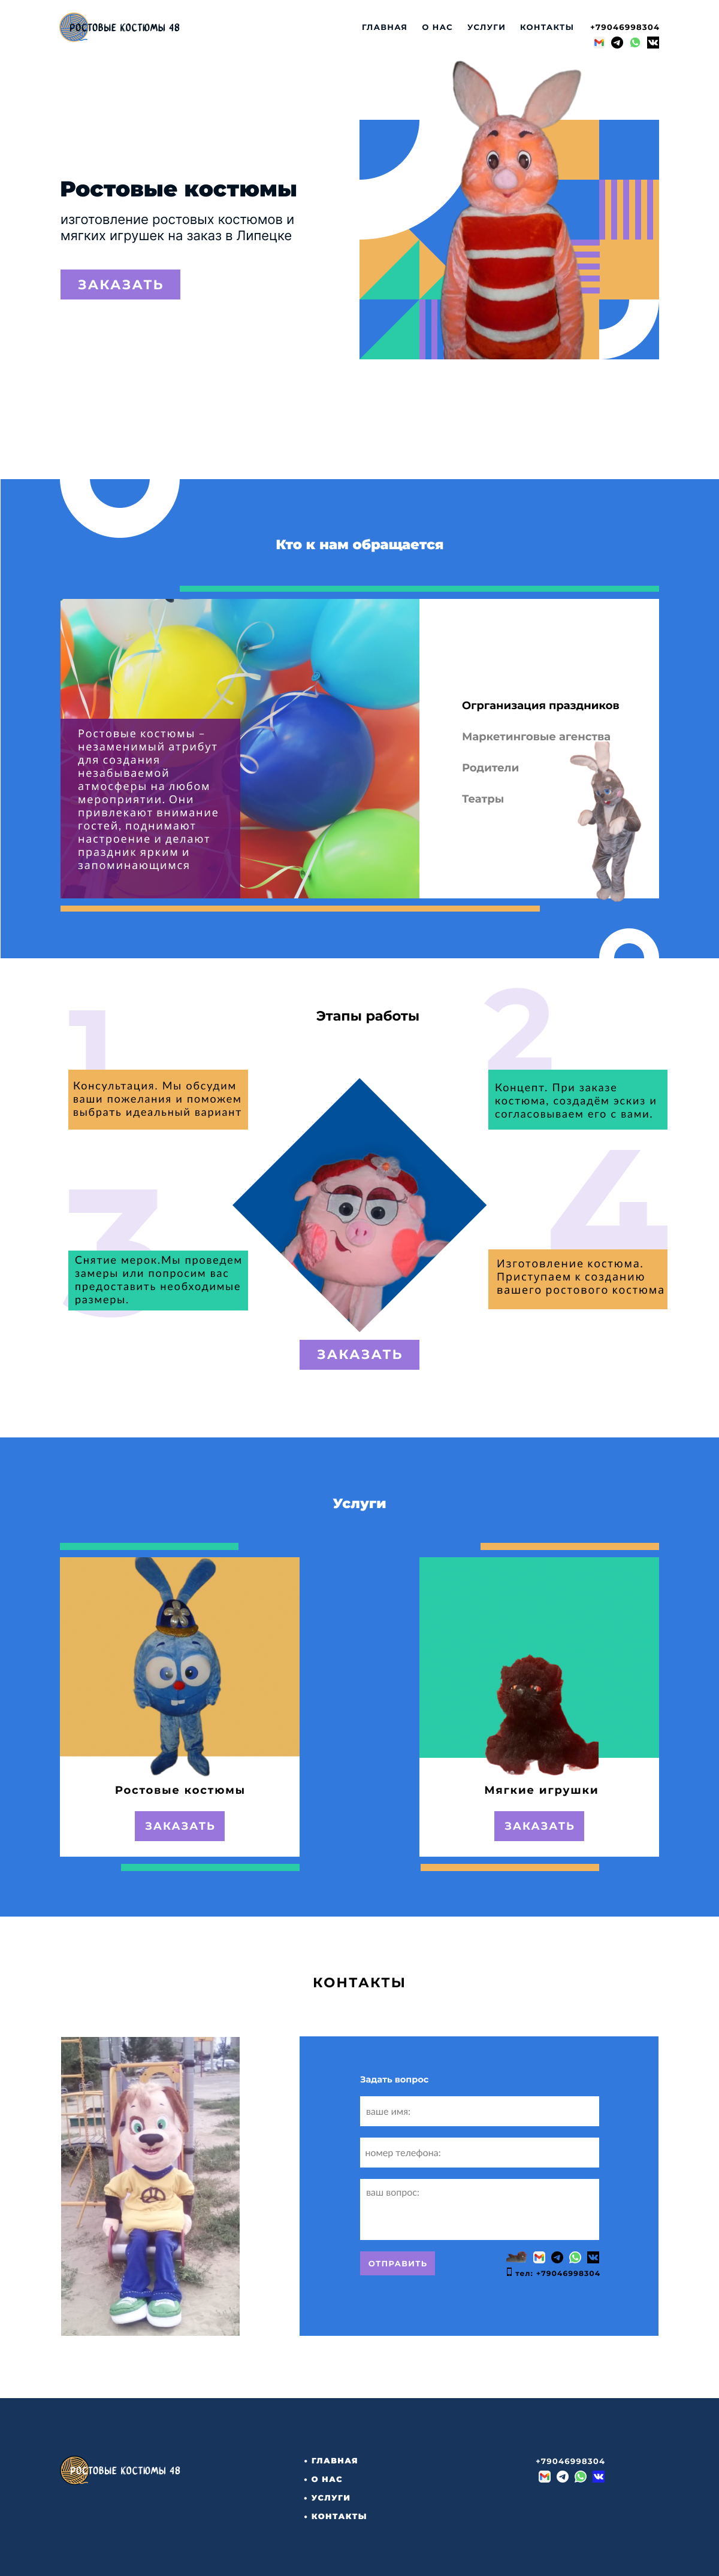 РОСТОВЫЕ КОСТЮМЫ 48
ГЛАВНАЯ О НАС УСЛУГИ КОНТАКТЫ +79046998304
Ростовые костюмы
изготовление ростовых костюмов и
мягких игрушек на заказ в Липецке
ЗАКАЗАТЬ
Кто к нам обращается
Ростовые костюмы –
незаменимый атрибут
для создания
незабываемой
атмосферы на любом
мероприятии. Они
привлекают внимание
гостей, поднимают
настроение и делают
праздник ярким и
запоминающимся
Огрганизация праздников
Маркетинговые агенства
Родители
Театры
Этапы работы
1
Консультация. Мы обсудим
ваши пожелания и поможем
выбрать идеальный вариант
2
Концепт. При заказе
костюма, создадём эскиз и
согласовываем его с вами.
3
Снятие мерок.Мы проведем
замеры или попросим вас
предоставить необходимые
размеры.
4
Изготовление костюма.
Приступаем к созданию
вашего ростового костюма
ЗАКАЗАТЬ
Услуги
Ростовые костюмы
ЗАКАЗАТЬ
Мягкие игрушки
ЗАКАЗАТЬ
КОНТАКТЫ
Задать вопрос
ваше имя:
номер телефона:
ваш вопрос:
ОТПРАВИТЬ
тел: +79046998304
РОСТОВЫЕ КОСТЮМЫ 48
• ГЛАВНАЯ
• О НАС
• УСЛУГИ
• КОНТАКТЫ
+79046998304